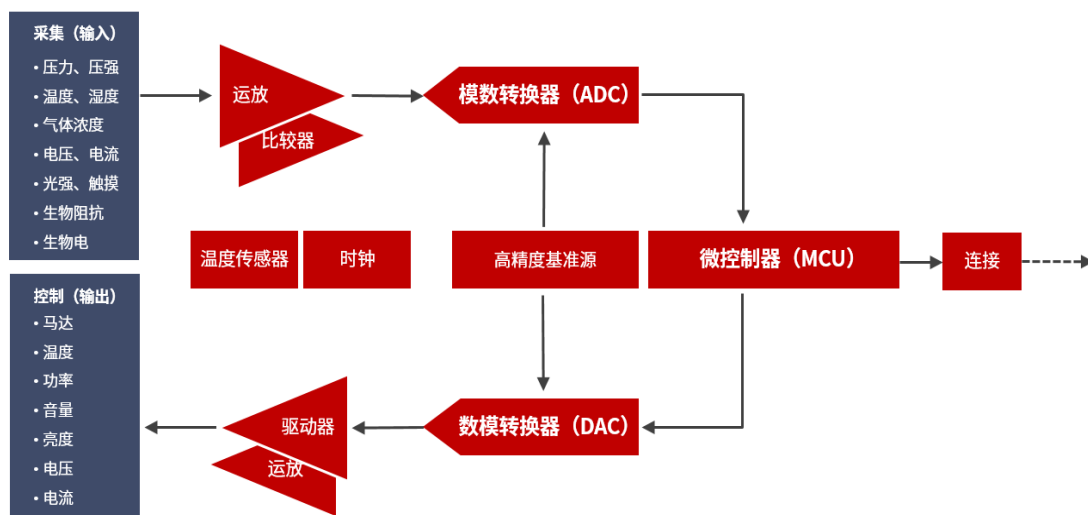 采集（输入）
• 压力、压强
• 温度、湿度
• 气体浓度
• 电压、电流
• 光强、触摸
• 生物阻抗
• 生物电
运放
比较器
模数转换器（ADC）
温度传感器
时钟
高精度基准源
微控制器（MCU）
连接
控制（输出）
• 马达
• 温度
• 功率
• 音量
• 亮度
• 电压
• 电流
驱动器
运放
数模转换器（DAC）